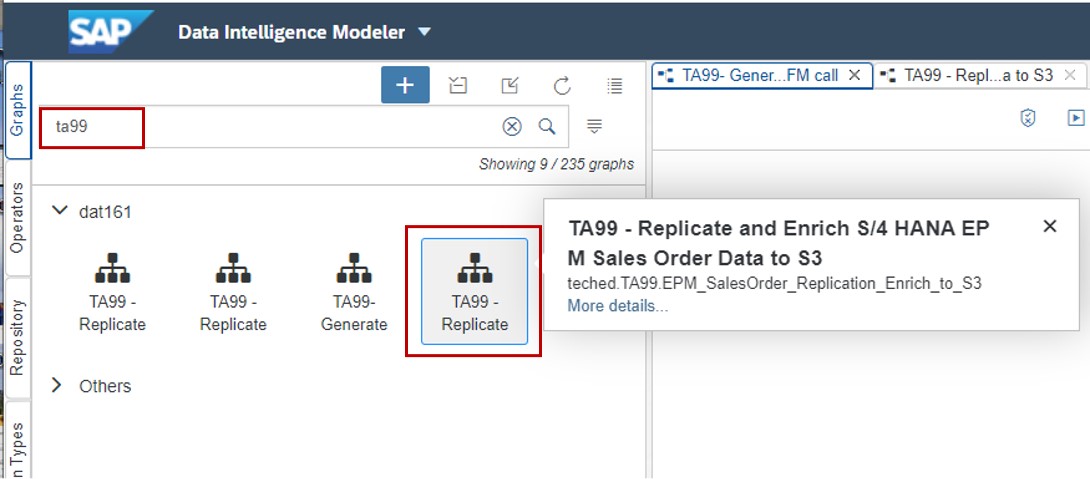 SAP
Data Intelligence Modeler
Graphs
Operators
Repository
n Types
ta99
Showing 9 / 235 graphs
dat161
TA99 -
Replicate
TA99 -
Replicate
TA99-
Generate
TA99 -
Replicate
Others
TA99- Gener...FM call
TA99 - Repl...a to S3
TA99 - Replicate and Enrich S/4 HANA EP
M Sales Order Data to S3
teched.TA99.EPM_SalesOrder_Replication_Enrich_to_S3
More details...